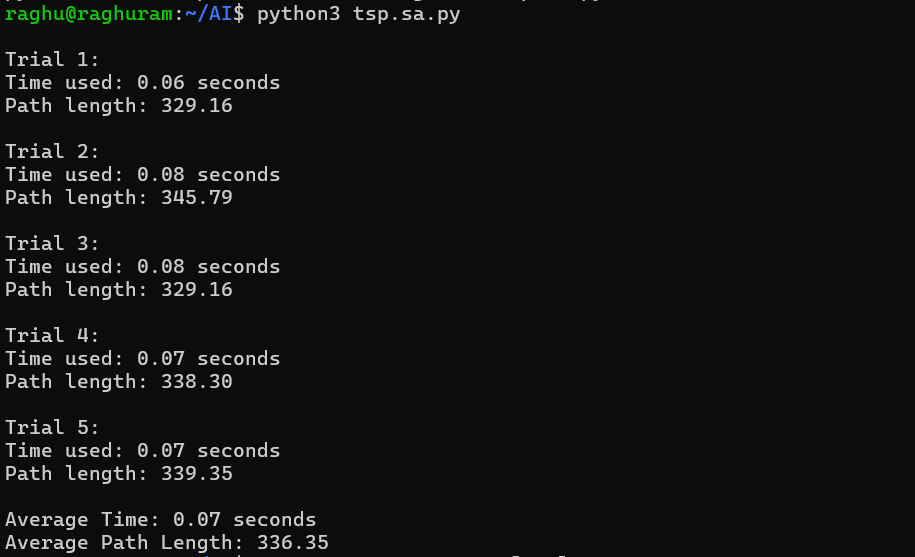 raghu@raghuram:~/AI$ python3 tsp.sa.py
Trial 1:
Time used: 0.06 seconds
Path length: 329.16
Trial 2:
Time used: 0.08 seconds
Path length: 345.79
Trial 3:
Time used: 0.08 seconds
Path length: 329.16
Trial 4:
Time used: 0.07 seconds
Path length: 338.30
Trial 5:
Time used: 0.07 seconds
Path length: 339.35
Average Time: 0.07 seconds
Average Path Length: 336.35